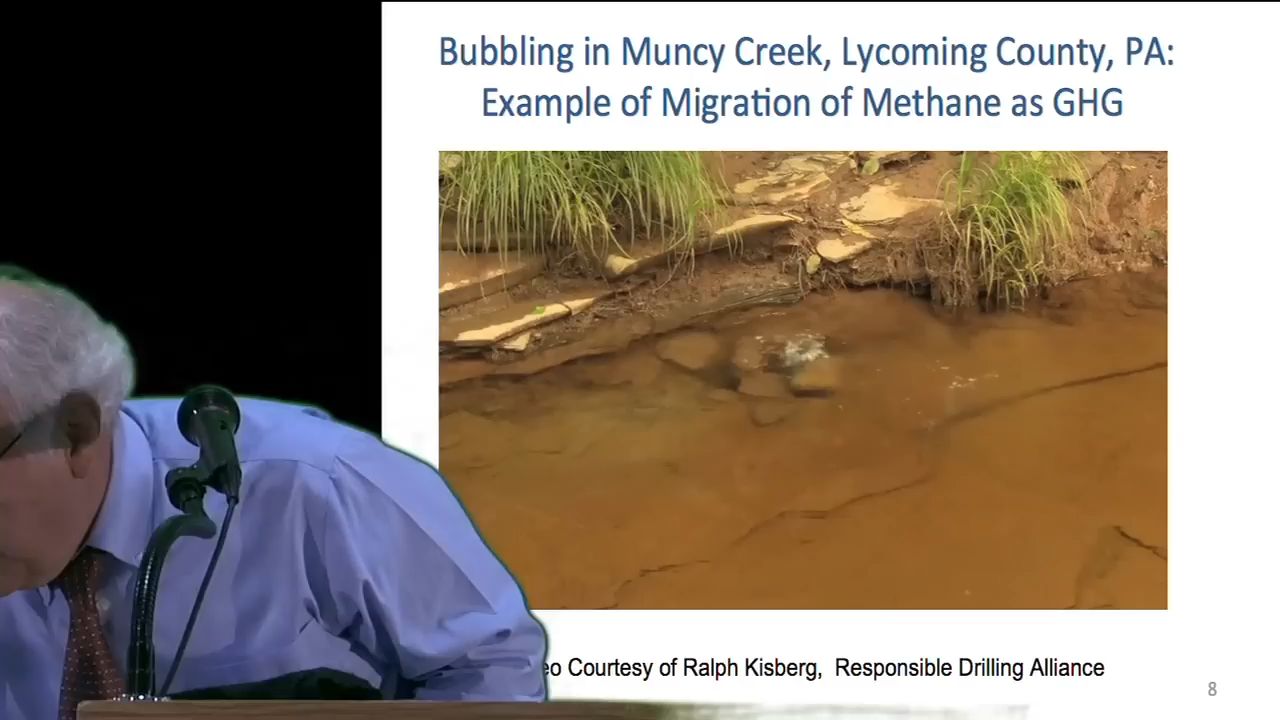 Bubbling in Muncy Creek, Lycoming County, PA:
Example of Migration of Methane as GHG
Courtesy of Ralph Kisberg, Responsible Drilling Alliance
8